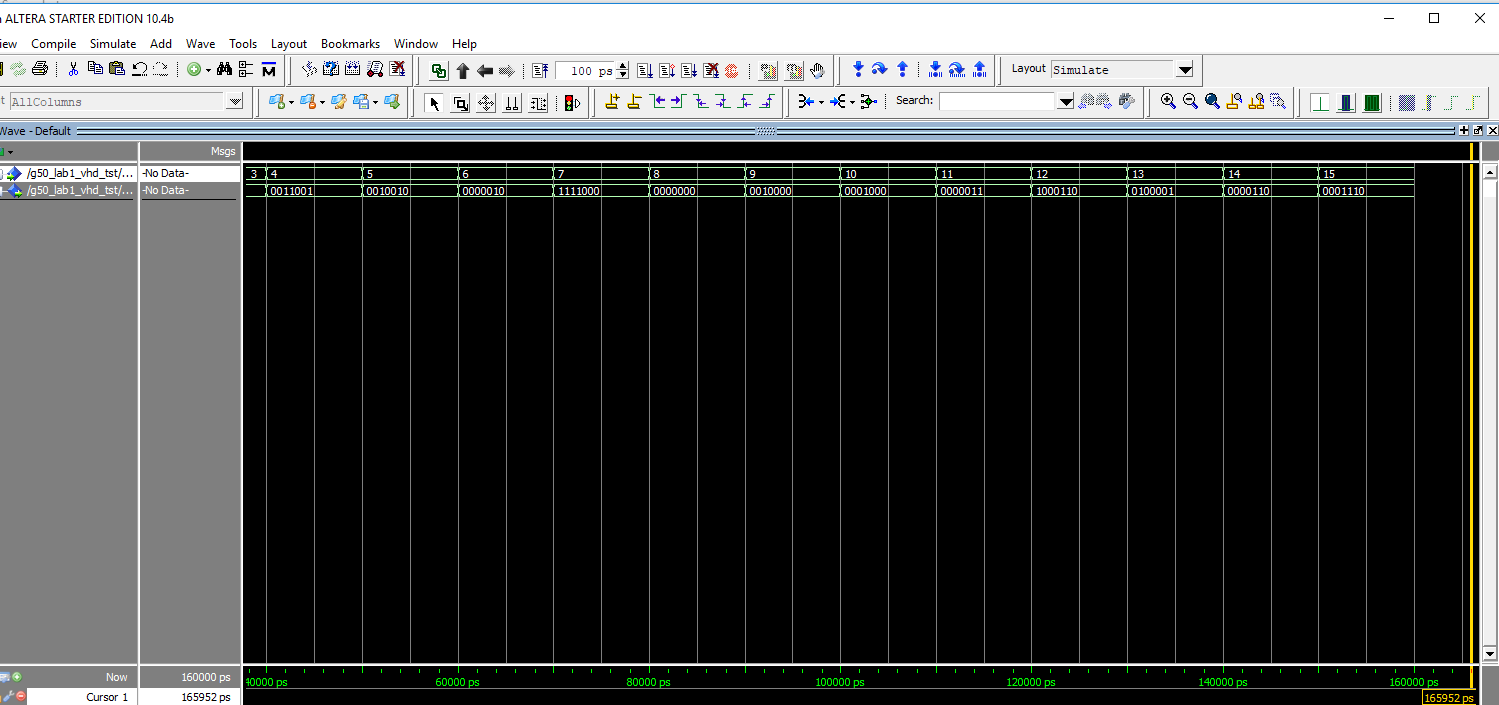 ALTERA STARTER EDITION 10.4b
iew Compile Simulate Add Wave Tools Layout Bookmarks Window Help
100 ps
Layout Simulate
t AllColumns
Search:
Wave - Default
Msgs
/g50_lab1_vhd_tst/... -No Data- 3 4 5 6 7 8 9 10 11 12 13 14 15
/g50_lab1_vhd_tst/... -No Data- 0011001 0010010 0000010 1111000 0000000 0010000 0001000 0000011 1000110 0100001 0000110 0001110
Now 160000 ps 40000 ps 60000 ps 80000 ps 100000 ps 120000 ps 140000 ps 160000 ps
Cursor 1 165952 ps 165952 ps